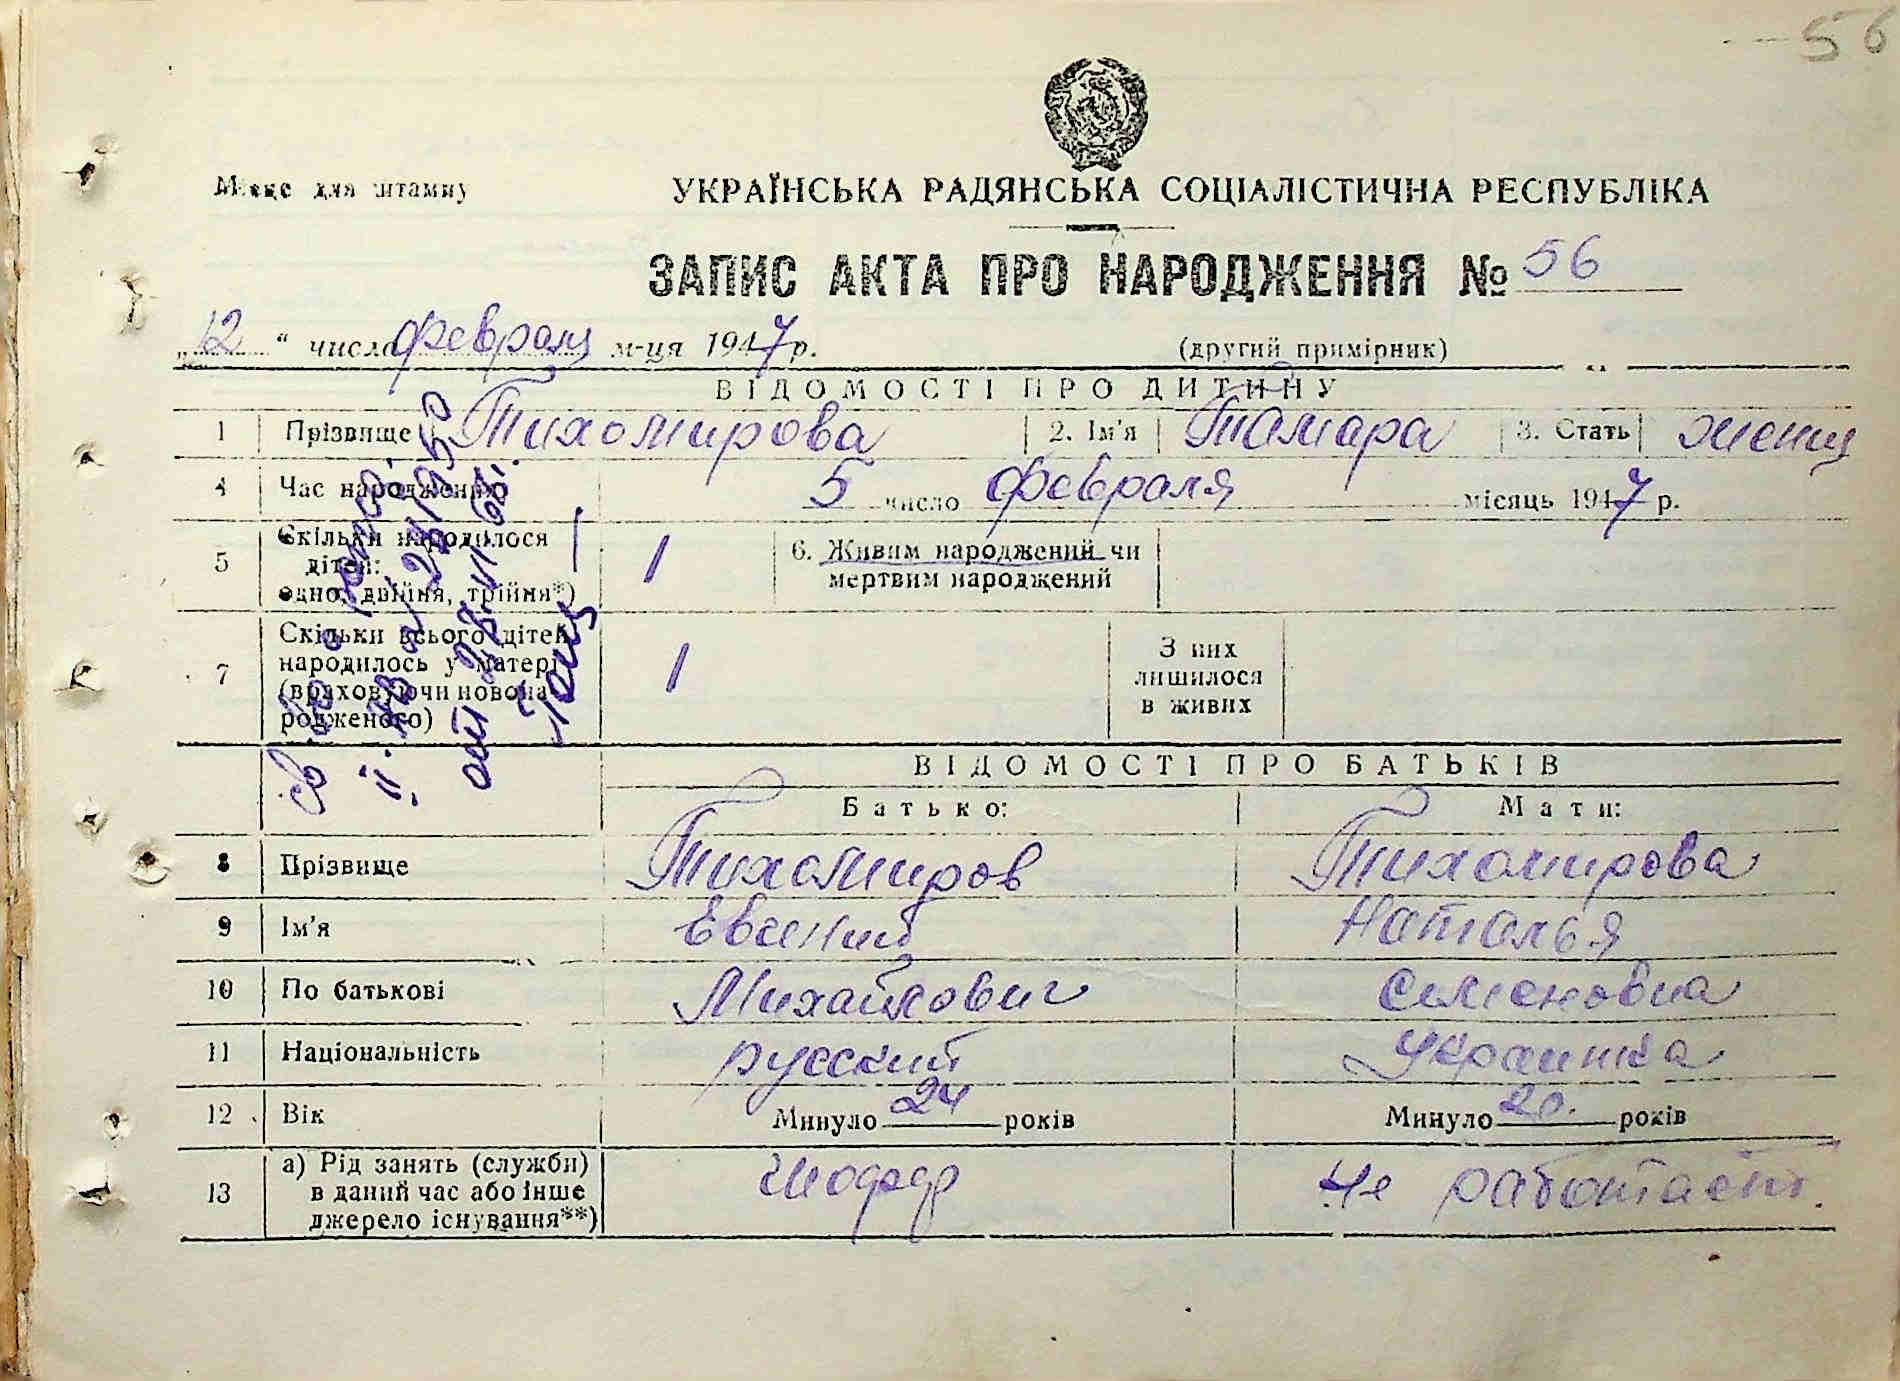 56
Місце для штампу
УКРАЇНСЬКА РАДЯНСЬКА СОЦІАЛІСТИЧНА РЕСПУБЛІКА
ЗАПИС АКТА ПРО НАРОДЖЕННЯ № 56
„12“ число февраля м-ця 1947 р.
(другий примірник)
ВІДОМОСТІ ПРО ДИТИНУ
1 Прізвище Тихомирова 2. Ім'я Тамара 3. Стать женщ
4 Час народження 5 число февраля місяць 1947 р.
5 Скільки народилося дітей: одно, двійня, трійня*) 1 6. Живим народжений чи мертвим народжений
7 Скільки всього дітей народилось у матері (враховуючи новонародженого) 1 З них лишилося в живих
ВІДОМОСТІ ПРО БАТЬКІВ
Батько: Мати:
8 Прізвище Тихомиров Тихомирова
9 Ім'я Евгений Наталья
10 По батькові Михайлович Семеновна
11 Національність русский Украинка
12 Вік Минуло 24 років Минуло 20. років
13 а) Рід занять (служби) в даний час або інше джерело існування**) Шофер Не работает.